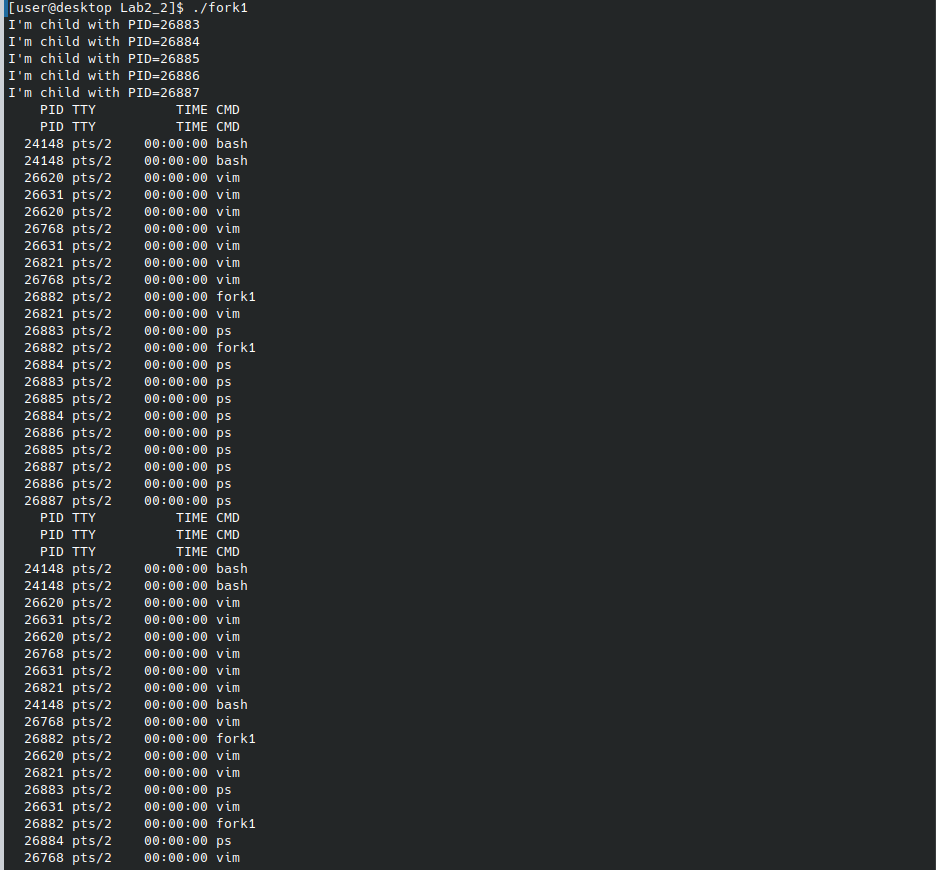 [user@desktop Lab2_2]$ ./fork1
I'm child with PID=26883
I'm child with PID=26884
I'm child with PID=26885
I'm child with PID=26886
I'm child with PID=26887
    PID TTY          TIME CMD
    PID TTY          TIME CMD
  24148 pts/2    00:00:00 bash
  24148 pts/2    00:00:00 bash
  26620 pts/2    00:00:00 vim
  26631 pts/2    00:00:00 vim
  26620 pts/2    00:00:00 vim
  26768 pts/2    00:00:00 vim
  26631 pts/2    00:00:00 vim
  26821 pts/2    00:00:00 vim
  26768 pts/2    00:00:00 vim
  26882 pts/2    00:00:00 fork1
  26821 pts/2    00:00:00 vim
  26883 pts/2    00:00:00 ps
  26882 pts/2    00:00:00 fork1
  26884 pts/2    00:00:00 ps
  26883 pts/2    00:00:00 ps
  26885 pts/2    00:00:00 ps
  26884 pts/2    00:00:00 ps
  26886 pts/2    00:00:00 ps
  26885 pts/2    00:00:00 ps
  26887 pts/2    00:00:00 ps
  26886 pts/2    00:00:00 ps
  26887 pts/2    00:00:00 ps
    PID TTY          TIME CMD
    PID TTY          TIME CMD
    PID TTY          TIME CMD
  24148 pts/2    00:00:00 bash
  24148 pts/2    00:00:00 bash
  26620 pts/2    00:00:00 vim
  26631 pts/2    00:00:00 vim
  26620 pts/2    00:00:00 vim
  26768 pts/2    00:00:00 vim
  26631 pts/2    00:00:00 vim
  26821 pts/2    00:00:00 vim
  24148 pts/2    00:00:00 bash
  26768 pts/2    00:00:00 vim
  26882 pts/2    00:00:00 fork1
  26620 pts/2    00:00:00 vim
  26821 pts/2    00:00:00 vim
  26883 pts/2    00:00:00 ps
  26631 pts/2    00:00:00 vim
  26882 pts/2    00:00:00 fork1
  26884 pts/2    00:00:00 ps
  26768 pts/2    00:00:00 vim